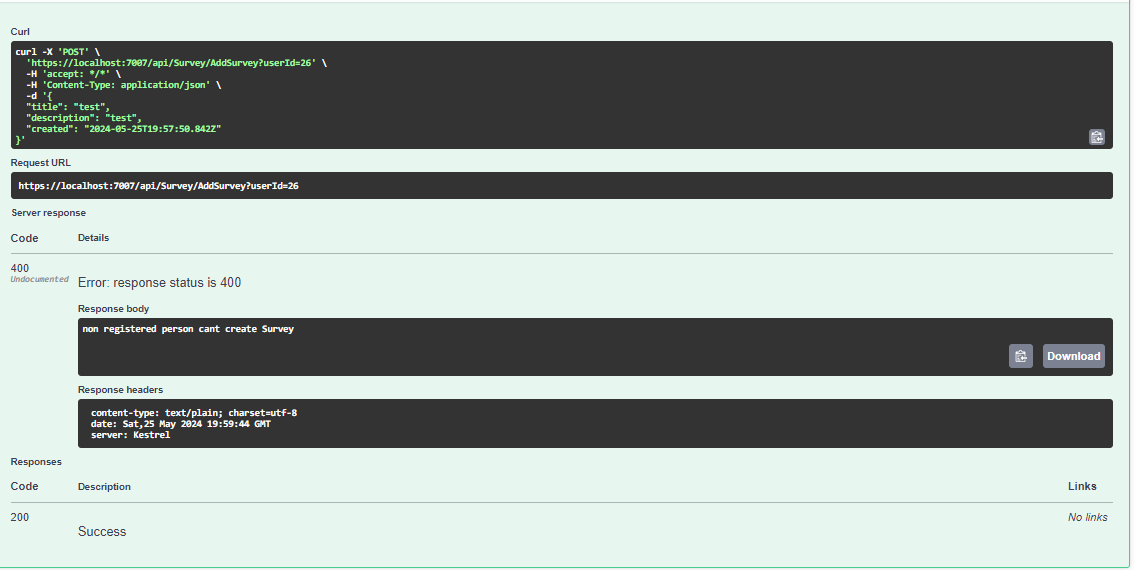 Curl
curl -X 'POST' \
'https://localhost:7007/api/Survey/AddSurvey?userId=26' \
-H 'accept: */*' \
-H 'Content-Type: application/json' \
-d '{
"title": "test",
"description": "test",
"created": "2024-05-25T19:57:50.842Z"
}'
Request URL
https://localhost:7007/api/Survey/AddSurvey?userId=26
Server response
Code Details
400
Undocumented
Error: response status is 400
Response body
non registered person cant create Survey
Download
Response headers
content-type: text/plain; charset=utf-8
date: Sat,25 May 2024 19:59:44 GMT
server: Kestrel
Responses
Code Description Links
200 No links
Success